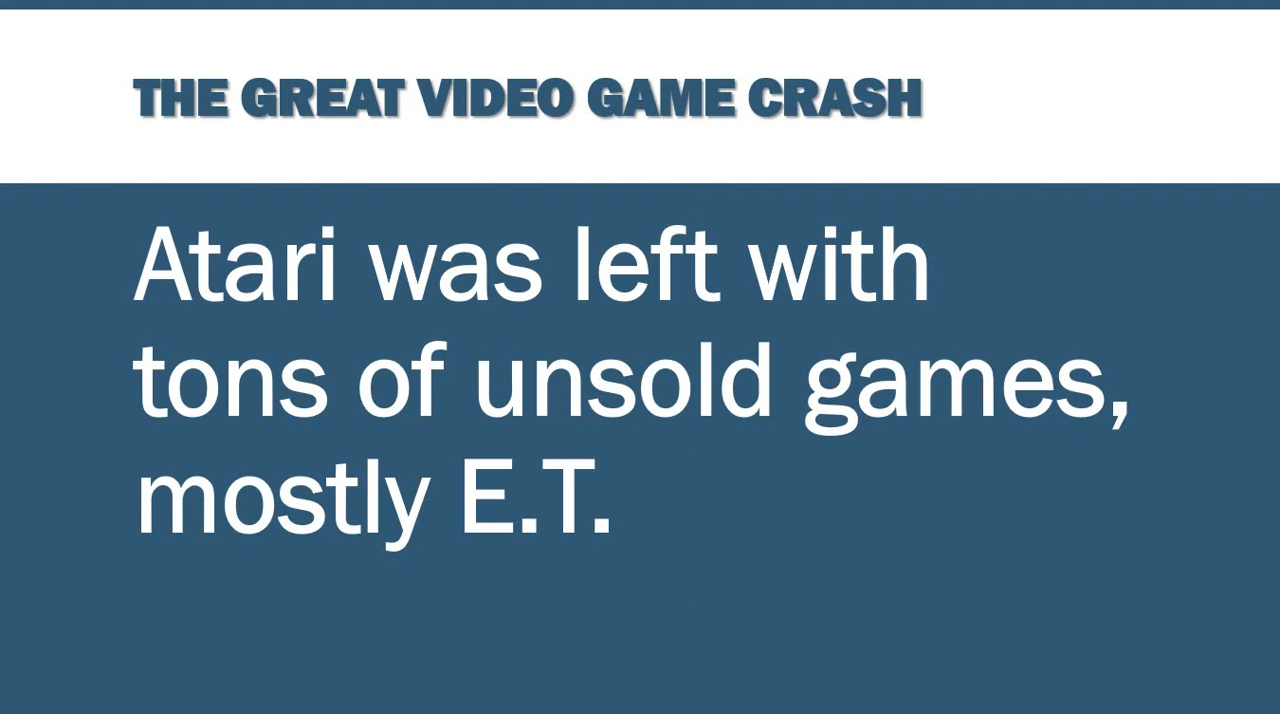 THE GREAT VIDEO GAME CRASH
Atari was left with
tons of unsold games,
mostly E.T.